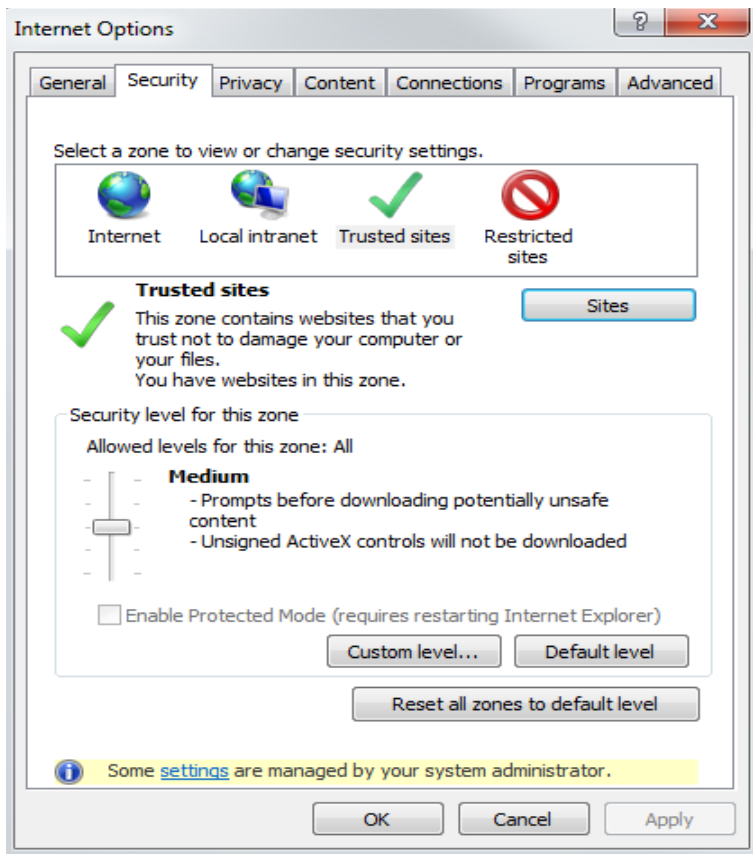 Internet Options
General Security Privacy Content Connections Programs Advanced
Select a zone to view or change security settings.
Internet Local intranet Trusted sites Restricted
sites
Trusted sites
Sites
This zone contains websites that you
trust not to damage your computer or
your files.
You have websites in this zone.
Security level for this zone
Allowed levels for this zone: All
Medium
- Prompts before downloading potentially unsafe
content
- Unsigned ActiveX controls will not be downloaded
Enable Protected Mode (requires restarting Internet Explorer)
Custom level... Default level
Reset all zones to default level
Some settings are managed by your system administrator.
OK Cancel Apply